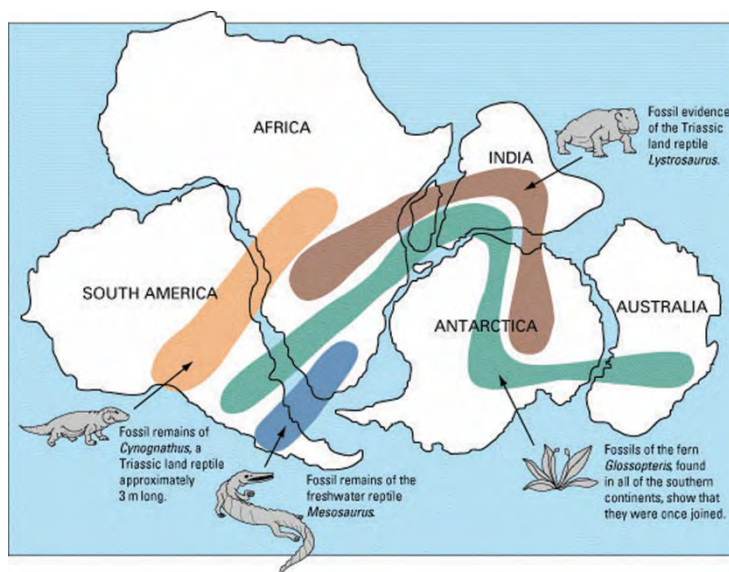 AFRICA
INDIA
Fossil evidence
of the Triassic
land reptile
Lystrosaurus.
SOUTH AMERICA
ANTARCTICA
AUSTRALIA
Fossil remains of
Cynognathus, a
Triassic land reptile
approximately
3 m long.
Fossil remains of the
freshwater reptile
Mesosaurus.
Fossils of the fern
Glossopteris, found
in all of the southern
continents, show that
they were once joined.